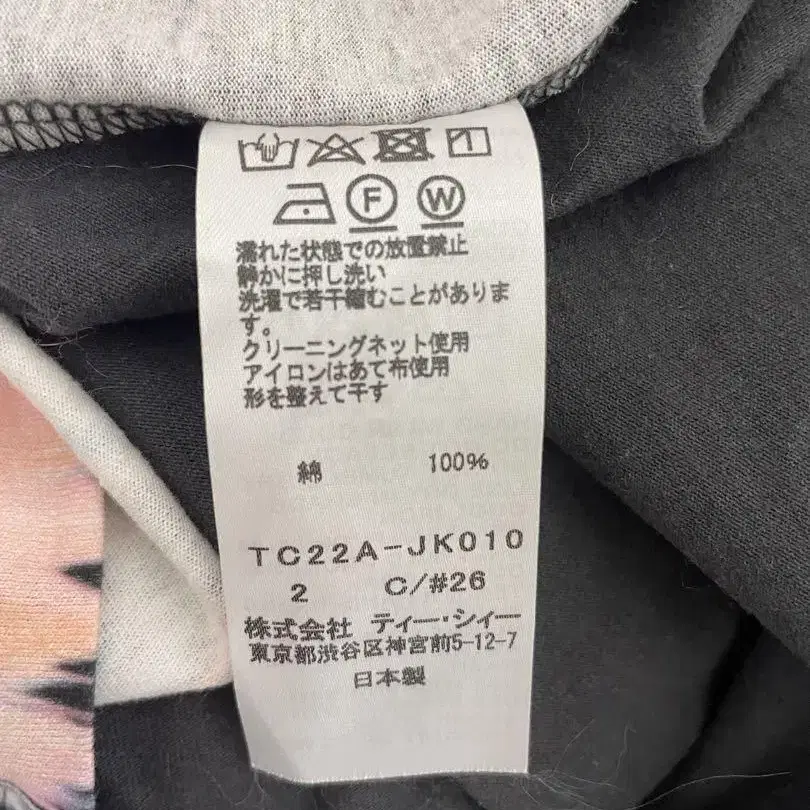 F W
濡れた状態での放置禁止
静かに押し洗い
洗濯で若干縮むことがありま
す。
クリーニングネット使用
アイロンはあて布使用
形を整えて干す
綿 100%
TC22A-JK010
2 C/#26
株式会社 ティー・シィー
東京都渋谷区神宮前5-12-7
日本製